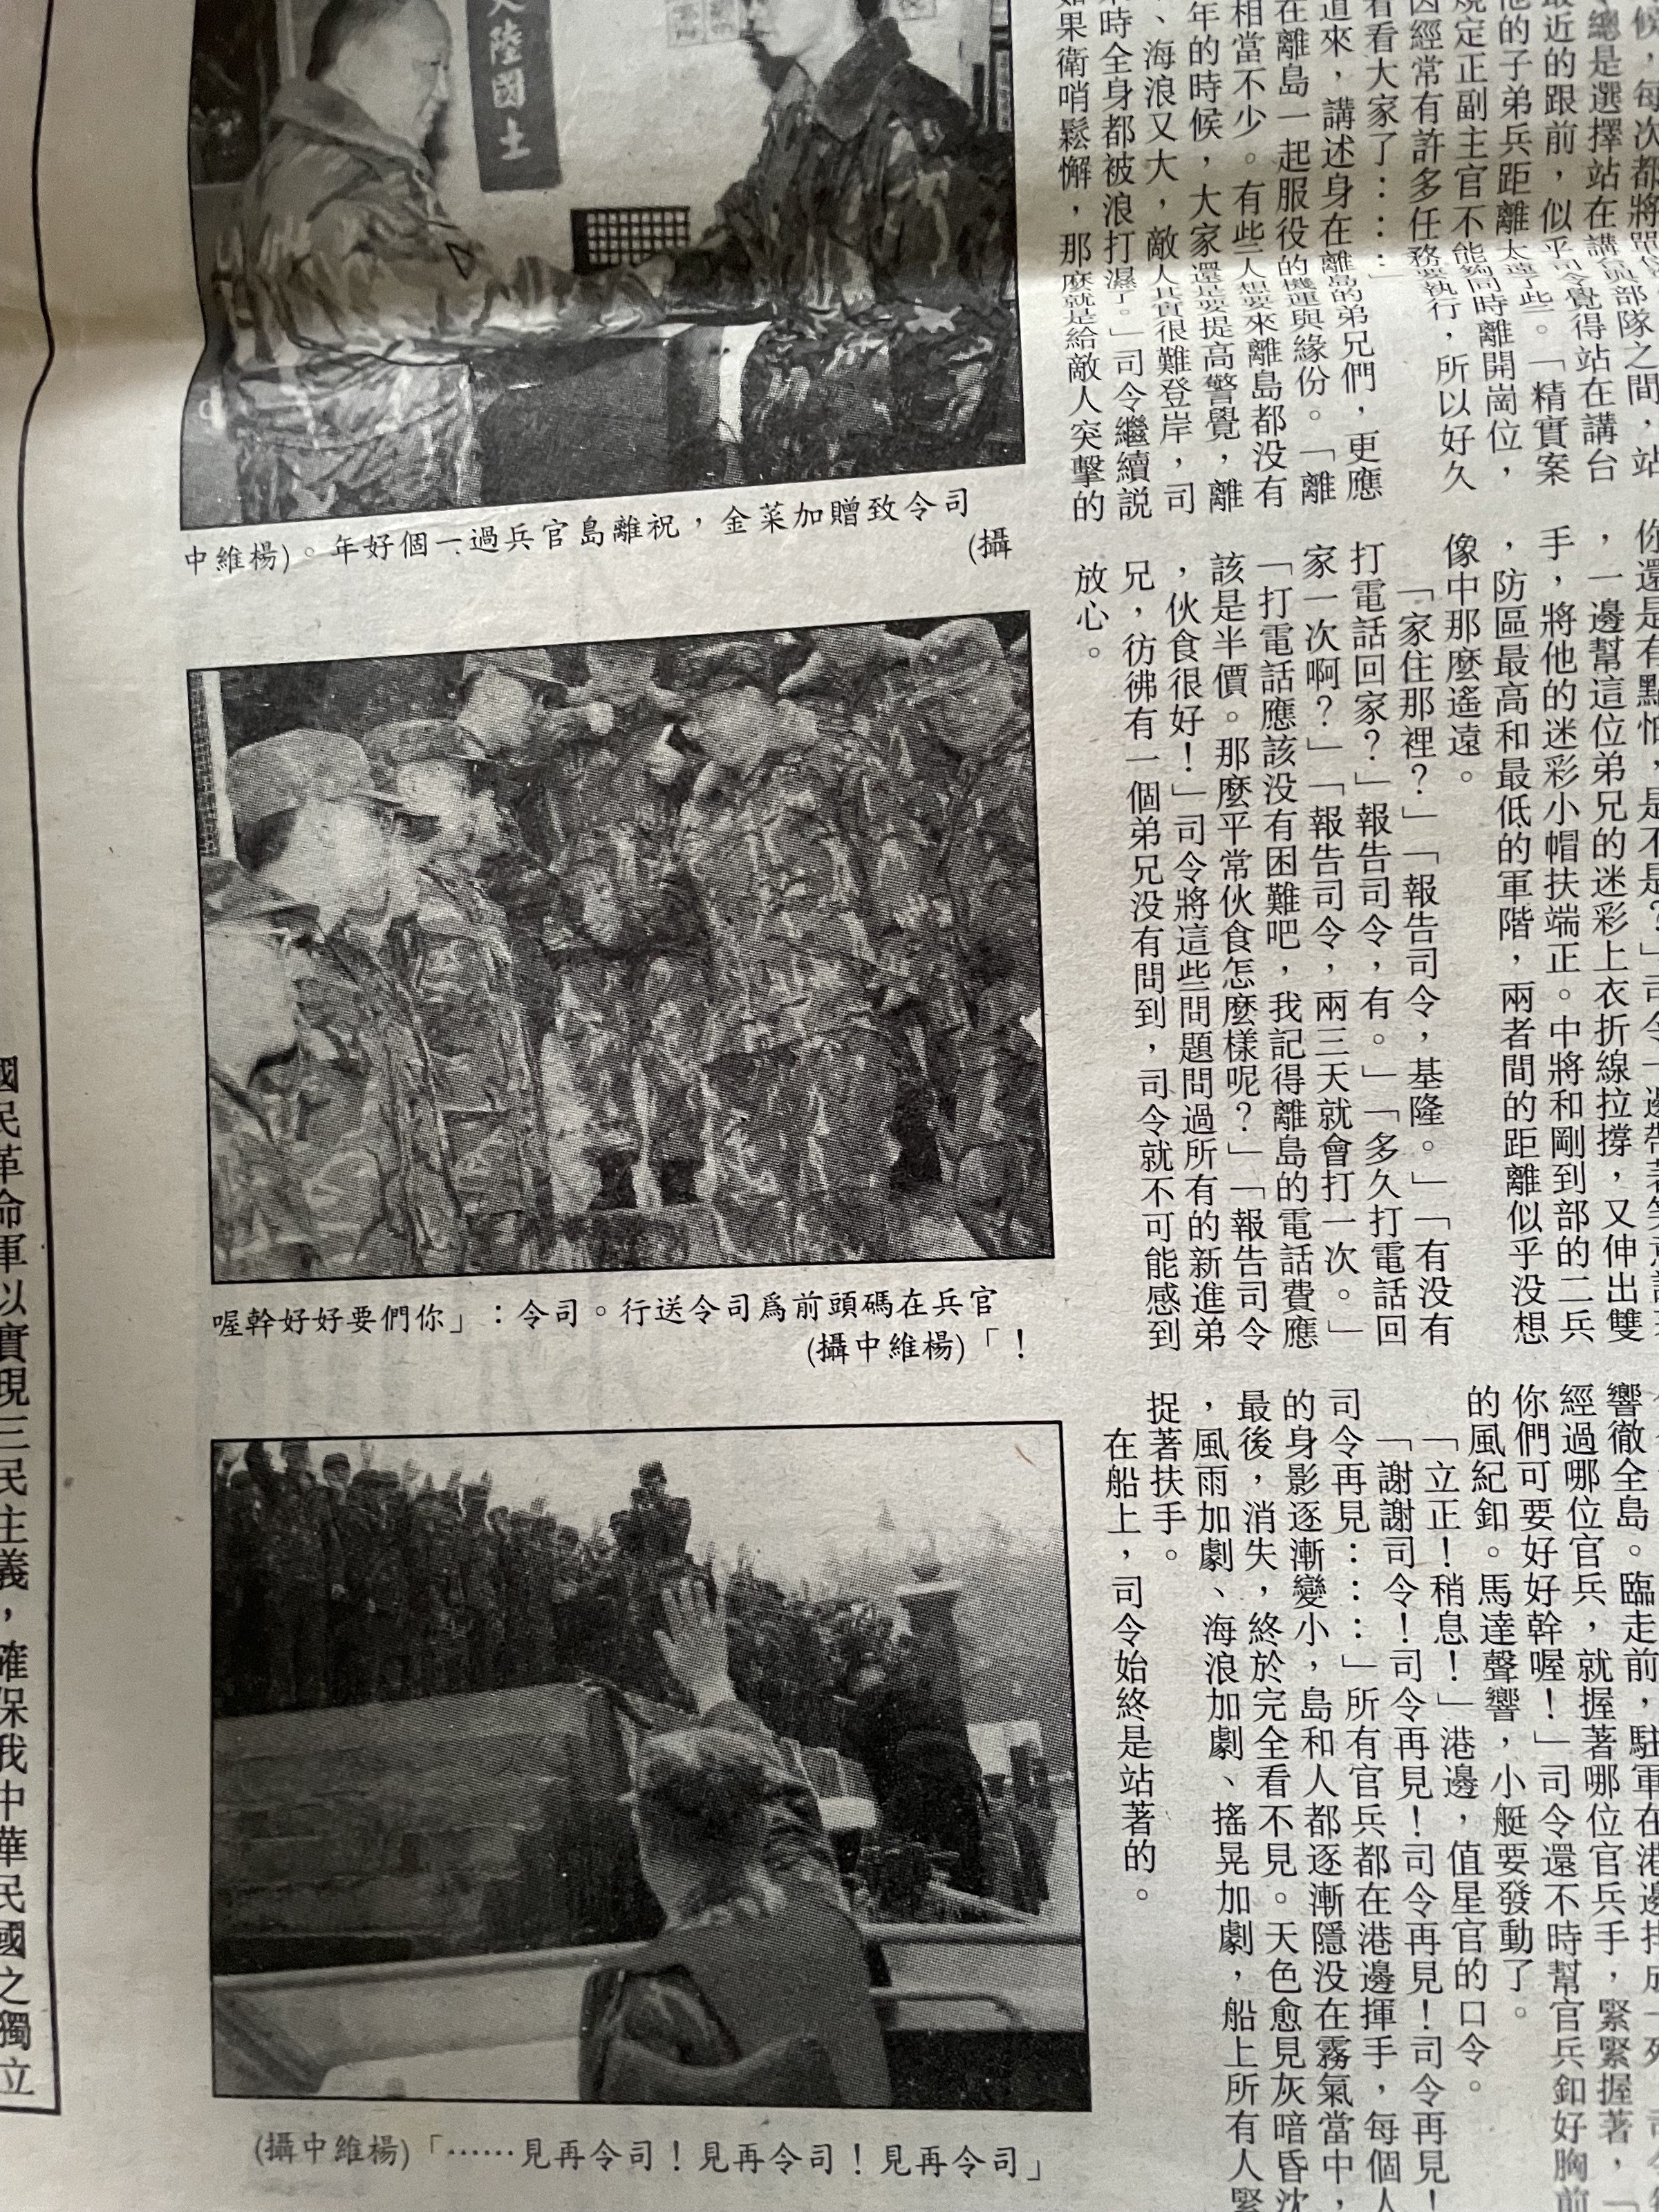 候，每次都將
總是選擇站在講台與部隊之間，站
最近的跟前，似乎司令覺得站在講台
他的子弟兵距離太遠了些。「精實案
規定正副主官不能夠同時離開崗位，
因經常有許多任務要執行，所以好久
看看大家了……」
道來，講述身在離島的弟兄們，更應
在離島一起服役的機運與緣份。「離
相當不少。有些人想要來離島都没有
年的時候，大家還是要提高警覺，離
、海浪又大，敵人其實很難登岸，司
時全身都被浪打濕了。」司令繼續説
如果衛哨鬆懈，那麼就是給敵人突擊的
你還是有點怕，是不是？」司令一邊帶著笑意
，一邊幫這位弟兄的迷彩上衣折線拉撐，又伸出雙
手，將他的迷彩小帽扶端正。中將和剛到部的二兵
，防區最高和最低的軍階，兩者間的距離似乎没想
像中那麼遙遠。
「家住那裡？」「報告司令，基隆。」「有没有
打電話回家？」報告司令，有。」「多久打電話回
家一次啊？」「報告司令，兩三天就會打一次。」
「打電話應該没有困難吧，我記得離島的電話費應
該是半價。那麼平常伙食怎麼樣呢？」「報告司令
，伙食很好！」司令將這些問題問過所有的新進弟
兄，彷彿有一個弟兄没有問到，司令就不可能感到
放心。
響徹全島。臨走前，駐軍在港邊排成一列，
經過哪位官兵，就握著哪位官兵手，緊緊握著，「
你們可要好好幹喔！」司令還不時幫官兵釦好胸前
的風紀釦。馬達聲響，小艇要發動了。
「立正！稍息！」港邊，值星官的口令。
「謝謝司令！司令再見！司令再見！司令再見！
司令再見……」所有官兵都在港邊揮手，每個人
的身影逐漸變小，島和人都逐漸隱没在霧氣當中，
最後，消失，終於完全看不見。天色愈見灰暗昏沈
，風雨加劇、海浪加劇、搖晃加劇，船上所有人緊
捉著扶手。
在船上，司令始終是站著的。
大陸國土
司令致贈加菜金，祝離島官兵過一個好年。(楊維中
攝)
官兵在碼頭前爲司令送行。司令：「你們要好好幹喔
！」(楊維中攝)
「司令再見！司令再見！司令再見……」(楊維中攝)
國民革命軍以實現三民主義，確保我中華民國之獨立